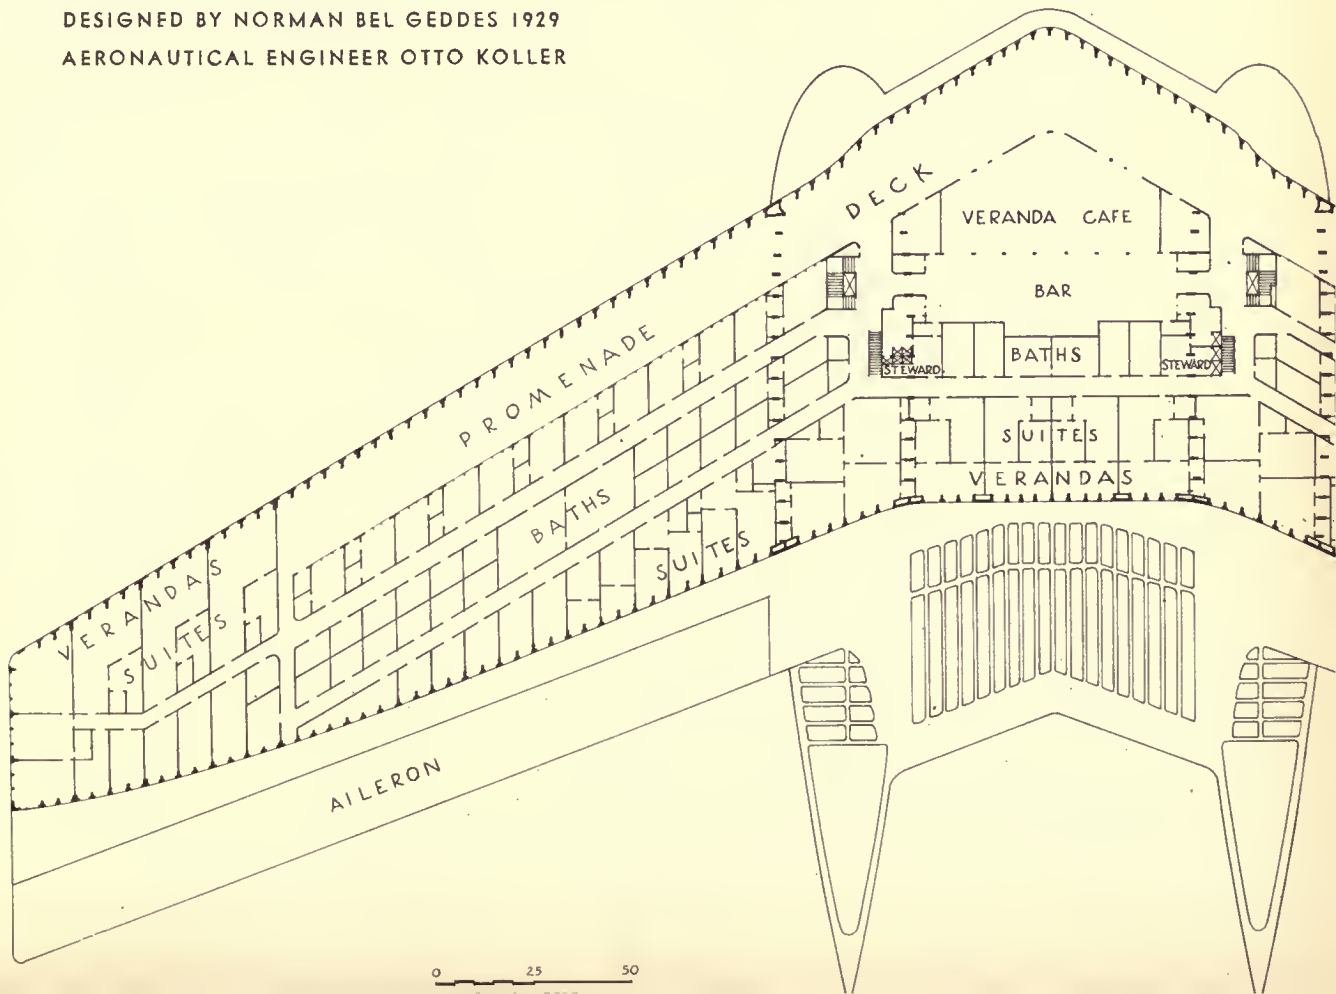 DESIGNED BY NORMAN BEL GEDDES 1929
AERONAUTICAL ENGINEER OTTO KOLLER
DECK
VERANDA CAFE
BAR
PROMENADE
BATHS
STEWARD
STEWARD
SUITES
VERANDAS
BATHS
SUITES
VERANDAS
SUITES
AILERON
0 25 50